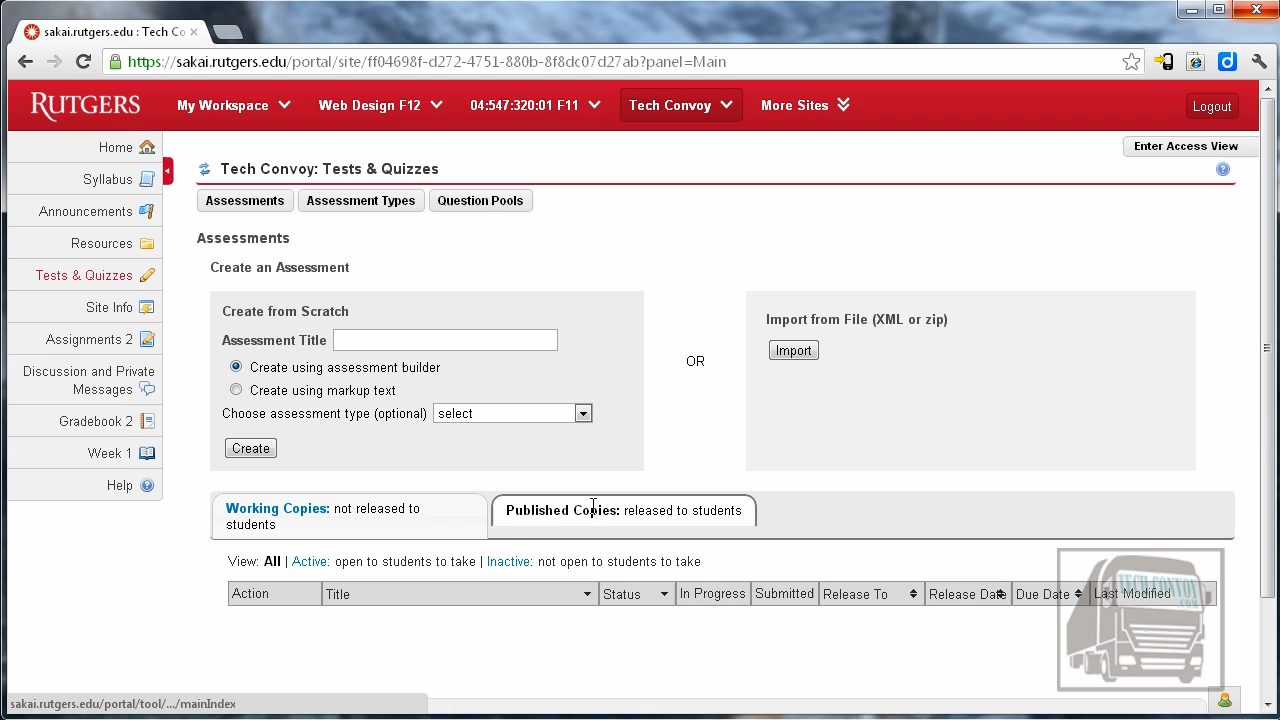 sakai.rutgers.edu : Tech Co
https://sakai.rutgers.edu/portal/site/ff04698f-d272-4751-880b-8f8dc07d27ab?panel=Main
RUTGERS
My Workspace
Web Design F12
04:547:320:01 F11
Tech Convoy
More Sites
Logout
Enter Access View
Home
Syllabus
Announcements
Resources
Tests & Quizzes
Site Info
Assignments 2
Discussion and Private
Messages
Gradebook 2
Week 1
Help
Tech Convoy: Tests & Quizzes
Assessments
Assessment Types
Question Pools
Assessments
Create an Assessment
Create from Scratch
Assessment Title
Create using assessment builder
Create using markup text
Choose assessment type (optional) select
Create
OR
Import from File (XML or zip)
Import
Working Copies: not released to
students
Published Copies: released to students
View: All | Active: open to students to take | Inactive: not open to students to take
Action Title Status In Progress Submitted Release To Release Date Due Date Last Modified
TECH CONVOY
.COM
sakai.rutgers.edu/portal/tool/.../mainIndex